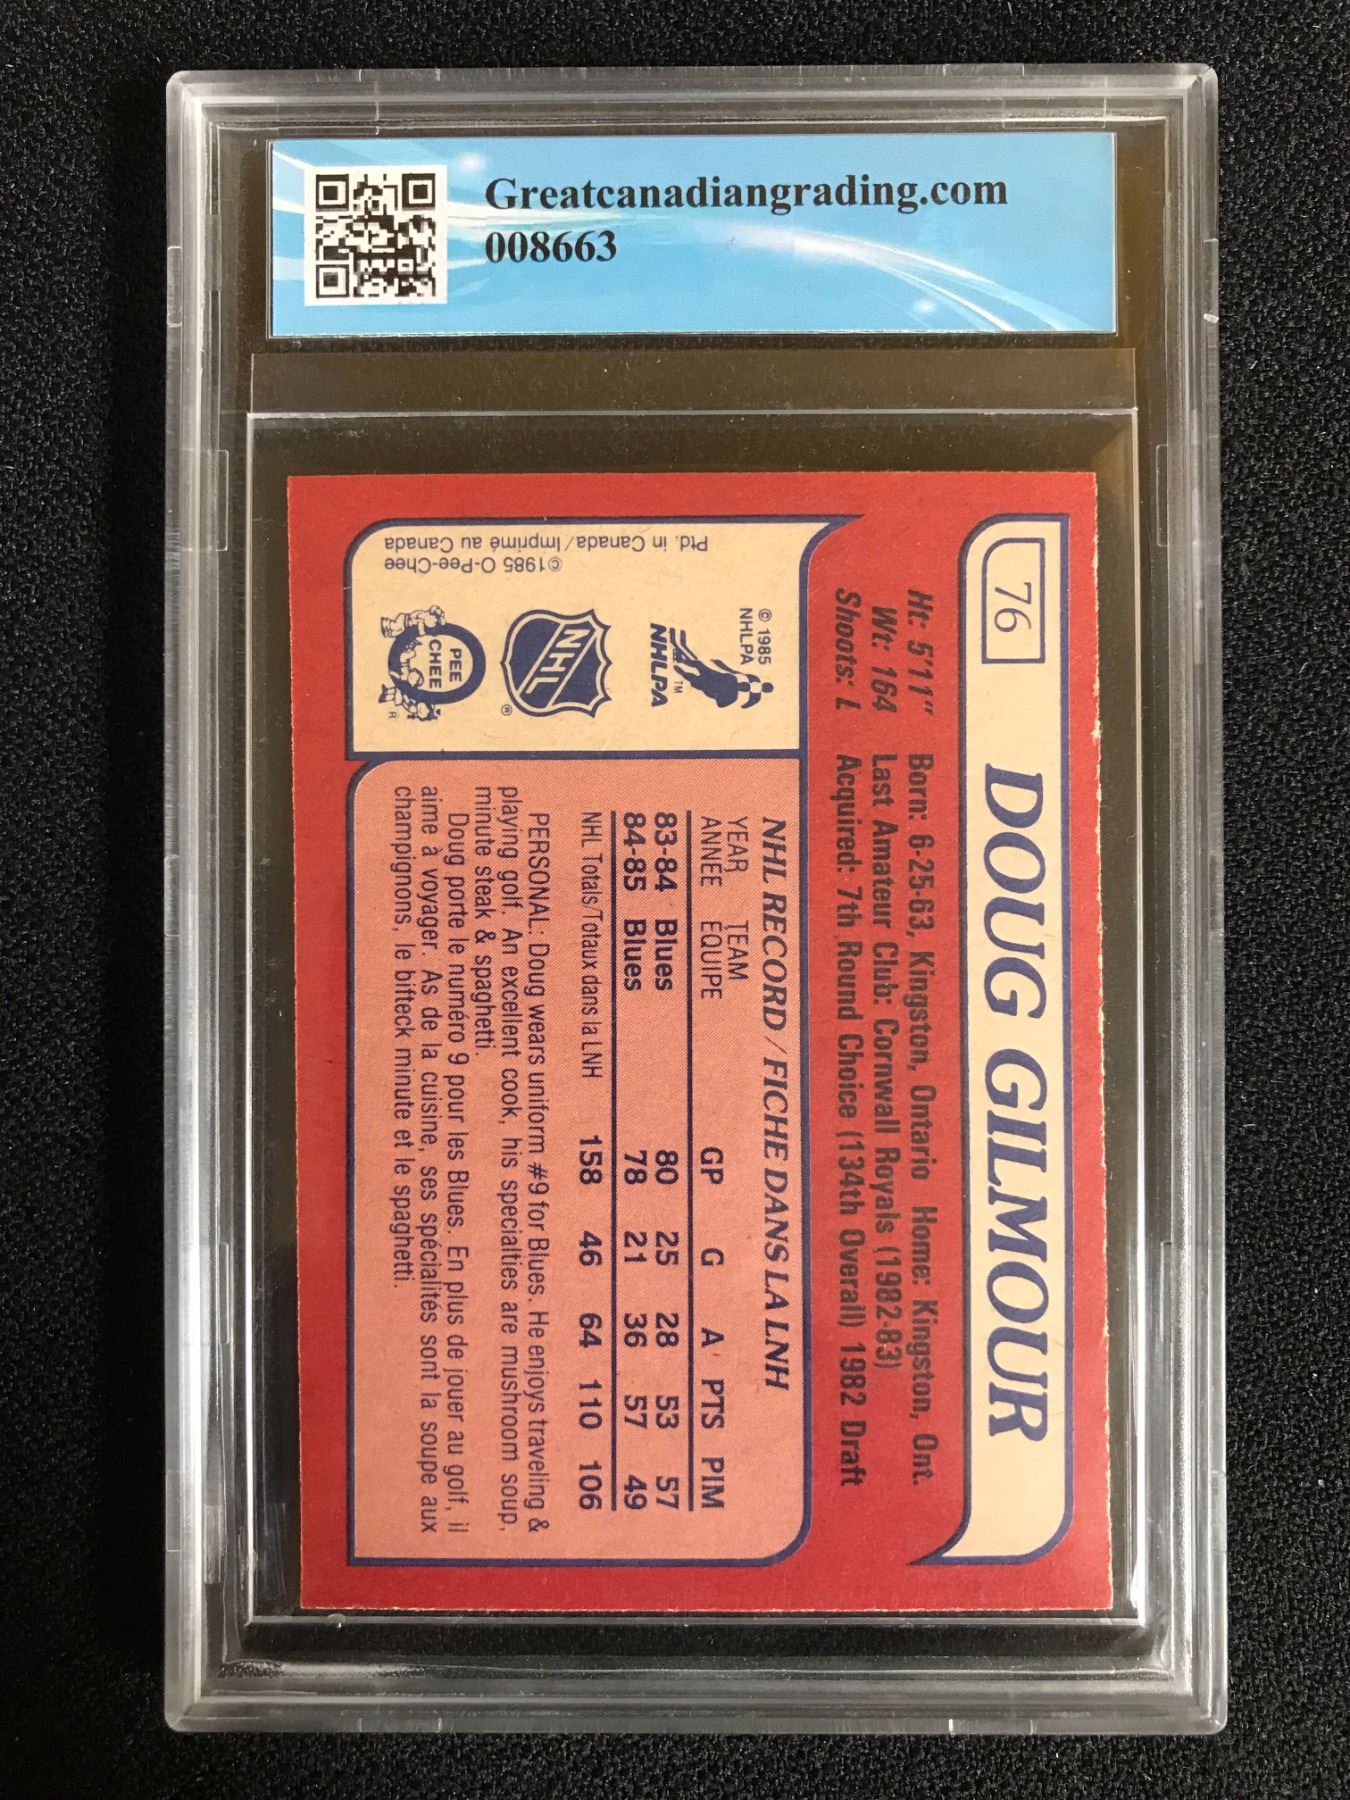 Greatcanadiangrading.com
008663
76
DOUG GILMOUR
Ht: 5'11" Born: 6-25-63, Kingston, Ontario Home: Kingston, Ont.
Wt: 164 Last Amateur Club: Cornwall Royals (1982-83)
Shoots: L Acquired: 7th Round Choice (134th Overall) 1982 Draft
© 1985
NHLPA
NHLPA TM
NHL ®
PEE
CHEE
R
©1985 O-Pee-Chee
Ptd. in Canada/Imprimé au Canada
NHL RECORD/FICHE DANS LA LNH
YEAR TEAM
ANNÉE ÉQUIPE GP G A PTS PIM
83-84 Blues 80 25 28 53 57
84-85 Blues 78 21 36 57 49
NHL Totals/Totaux dans la LNH 158 46 64 110 106
PERSONAL: Doug wears uniform #9 for Blues. He enjoys traveling &
playing golf. An excellent cook, his specialties are mushroom soup,
minute steak & spaghetti.
Doug porte le numéro 9 pour les Blues. En plus de jouer au golf, il
aime à voyager. As de la cuisine, ses spécialités sont la soupe aux
champignons, le bifteck minute et le spaghetti.